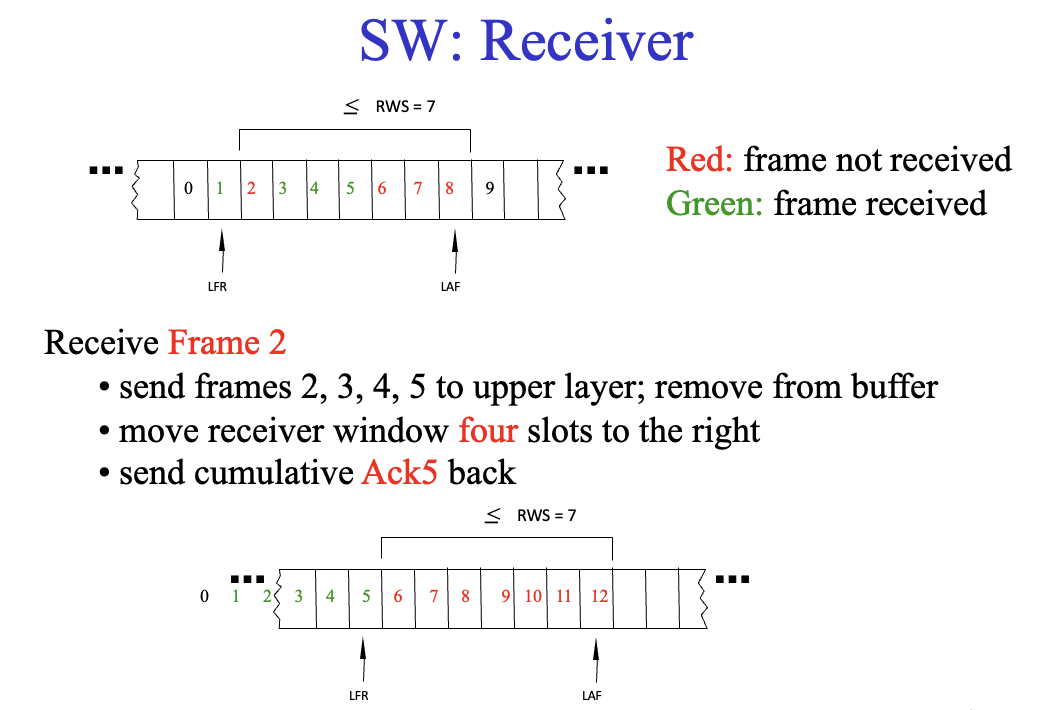 SW: Receiver
≤ RWS = 7
... 0 1 2 3 4 5 6 7 8 9 ...
LFR LAF
Red: frame not received
Green: frame received
Receive Frame 2
• send frames 2, 3, 4, 5 to upper layer; remove from buffer
• move receiver window four slots to the right
• send cumulative Ack5 back
≤ RWS = 7
0 ... 1 2 3 4 5 6 7 8 9 10 11 12 ...
LFR LAF